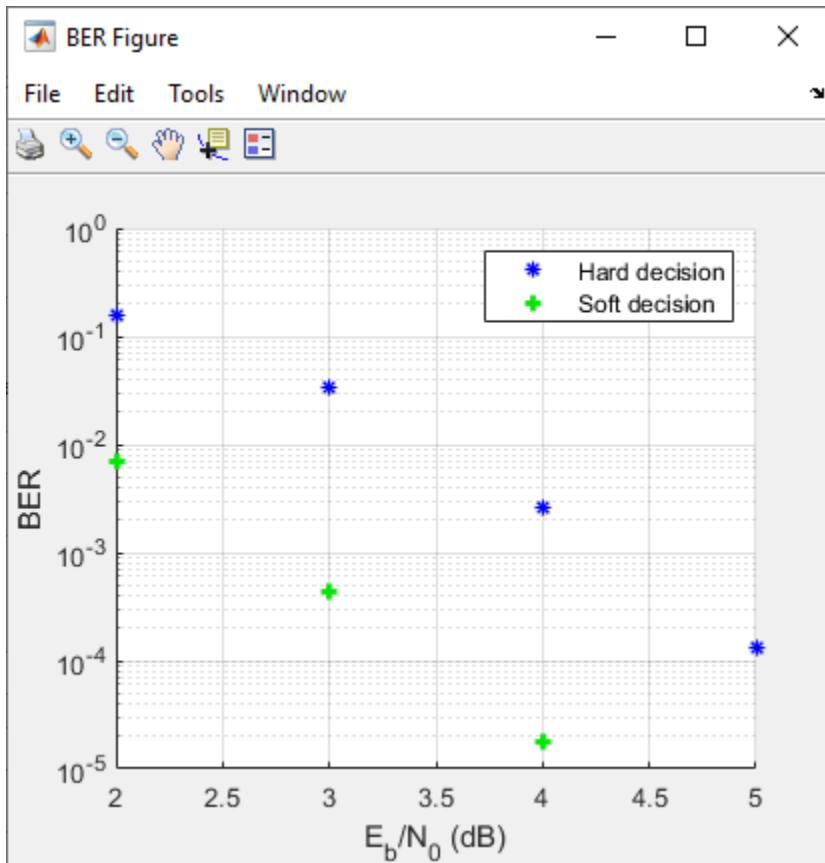 BER Figure
File Edit Tools Window
10^0
Hard decision
Soft decision
10^-1
10^-2
BER
10^-3
10^-4
10^-5
2 2.5 3 3.5 4 4.5 5
E_b/N_0 (dB)